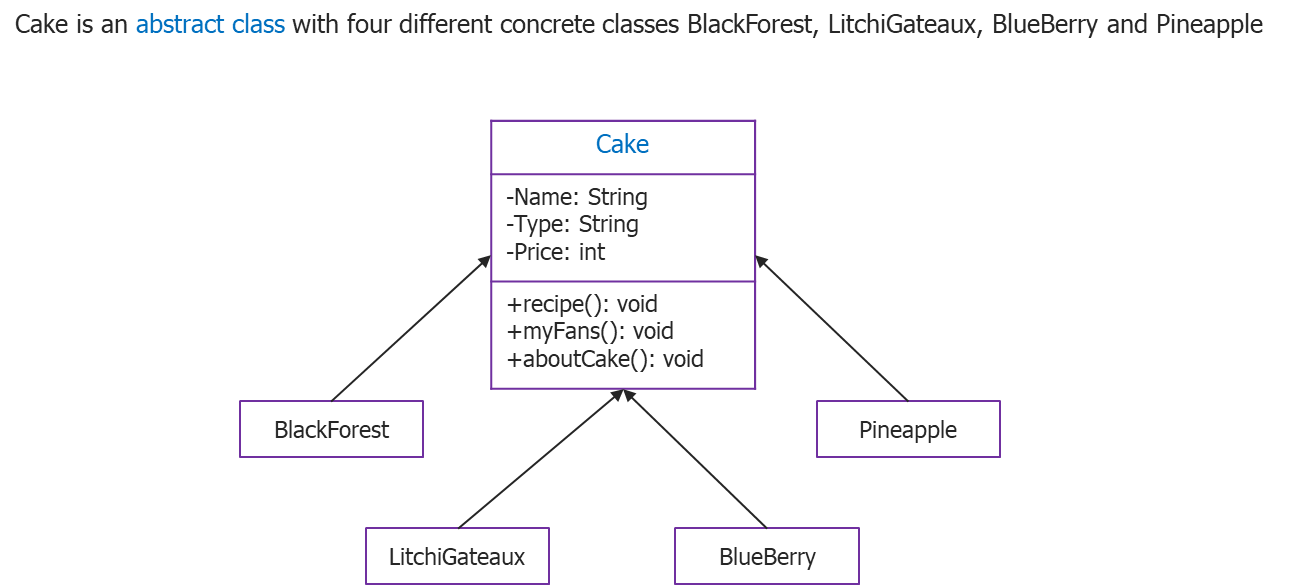 Cake is an abstract class with four different concrete classes BlackForest, LitchiGateaux, BlueBerry and Pineapple
Cake
-Name: String
-Type: String
-Price: int
+recipe(): void
+myFans(): void
+aboutCake(): void
BlackForest
Pineapple
LitchiGateaux
BlueBerry